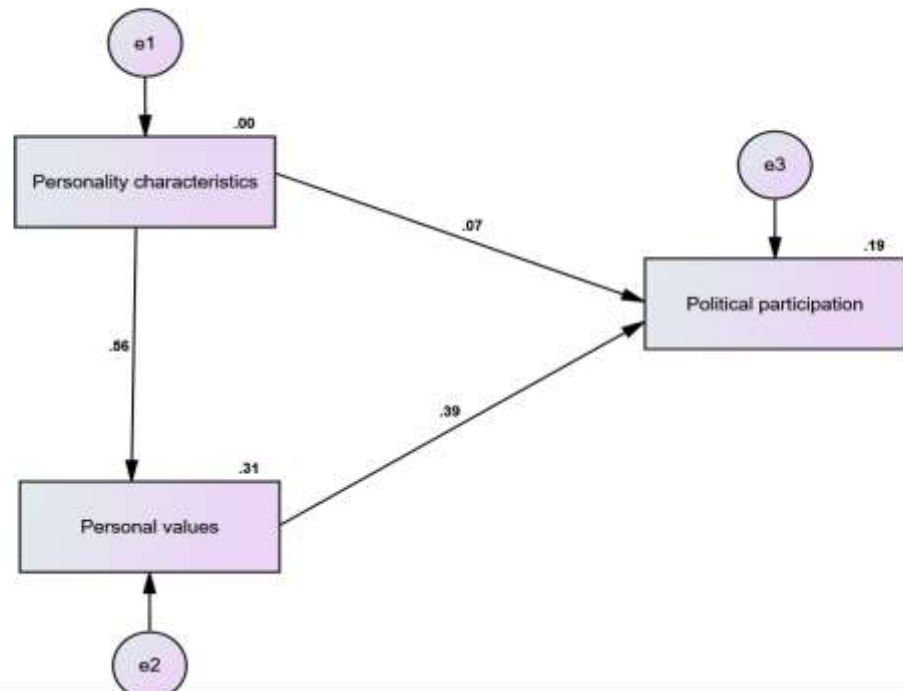 e1
.00
Personality characteristics
e3
.07
.19
Political participation
.56
.39
.31
Personal values
e2